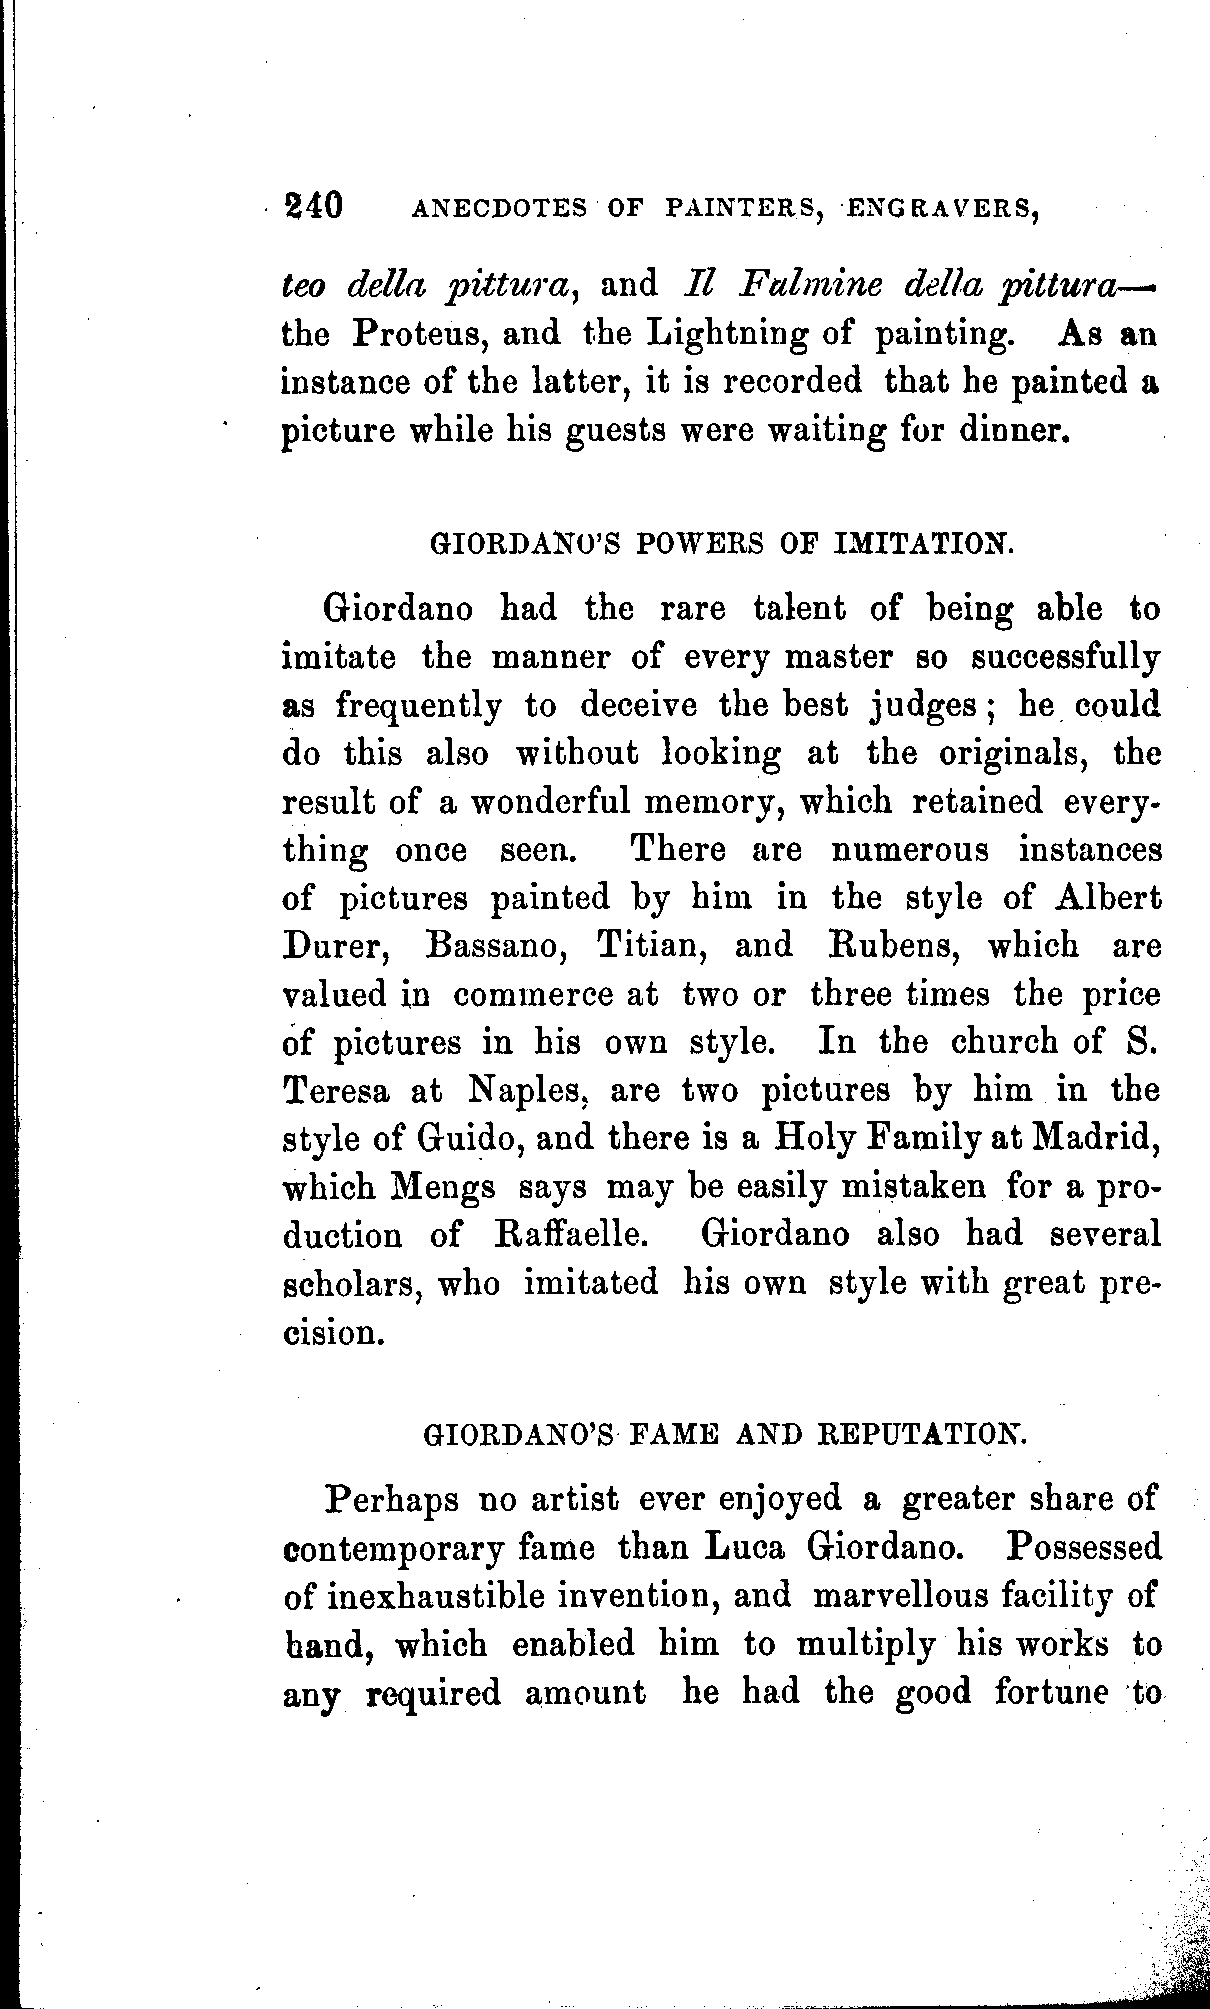 240 ANECDOTES OF PAINTERS, ENGRAVERS,
teo della pittura, and Il Fulmine della pittura—
the Proteus, and the Lightning of painting. As an
instance of the latter, it is recorded that he painted a
picture while his guests were waiting for dinner.
GIORDANO'S POWERS OF IMITATION.
Giordano had the rare talent of being able to
imitate the manner of every master so successfully
as frequently to deceive the best judges; he could
do this also without looking at the originals, the
result of a wonderful memory, which retained every-
thing once seen. There are numerous instances
of pictures painted by him in the style of Albert
Durer, Bassano, Titian, and Rubens, which are
valued in commerce at two or three times the price
of pictures in his own style. In the church of S.
Teresa at Naples, are two pictures by him in the
style of Guido, and there is a Holy Family at Madrid,
which Mengs says may be easily mistaken for a pro-
duction of Raffaelle. Giordano also had several
scholars, who imitated his own style with great pre-
cision.
GIORDANO'S FAME AND REPUTATION.
Perhaps no artist ever enjoyed a greater share of
contemporary fame than Luca Giordano. Possessed
of inexhaustible invention, and marvellous facility of
hand, which enabled him to multiply his works to
any required amount he had the good fortune to